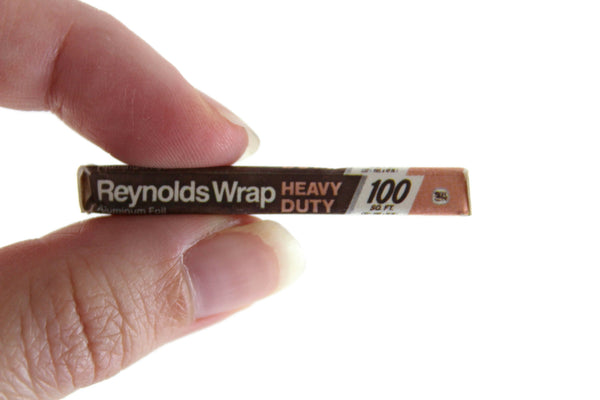 Reynolds Wrap
Aluminum Foil
HEAVY
DUTY
100
SQ. FT.